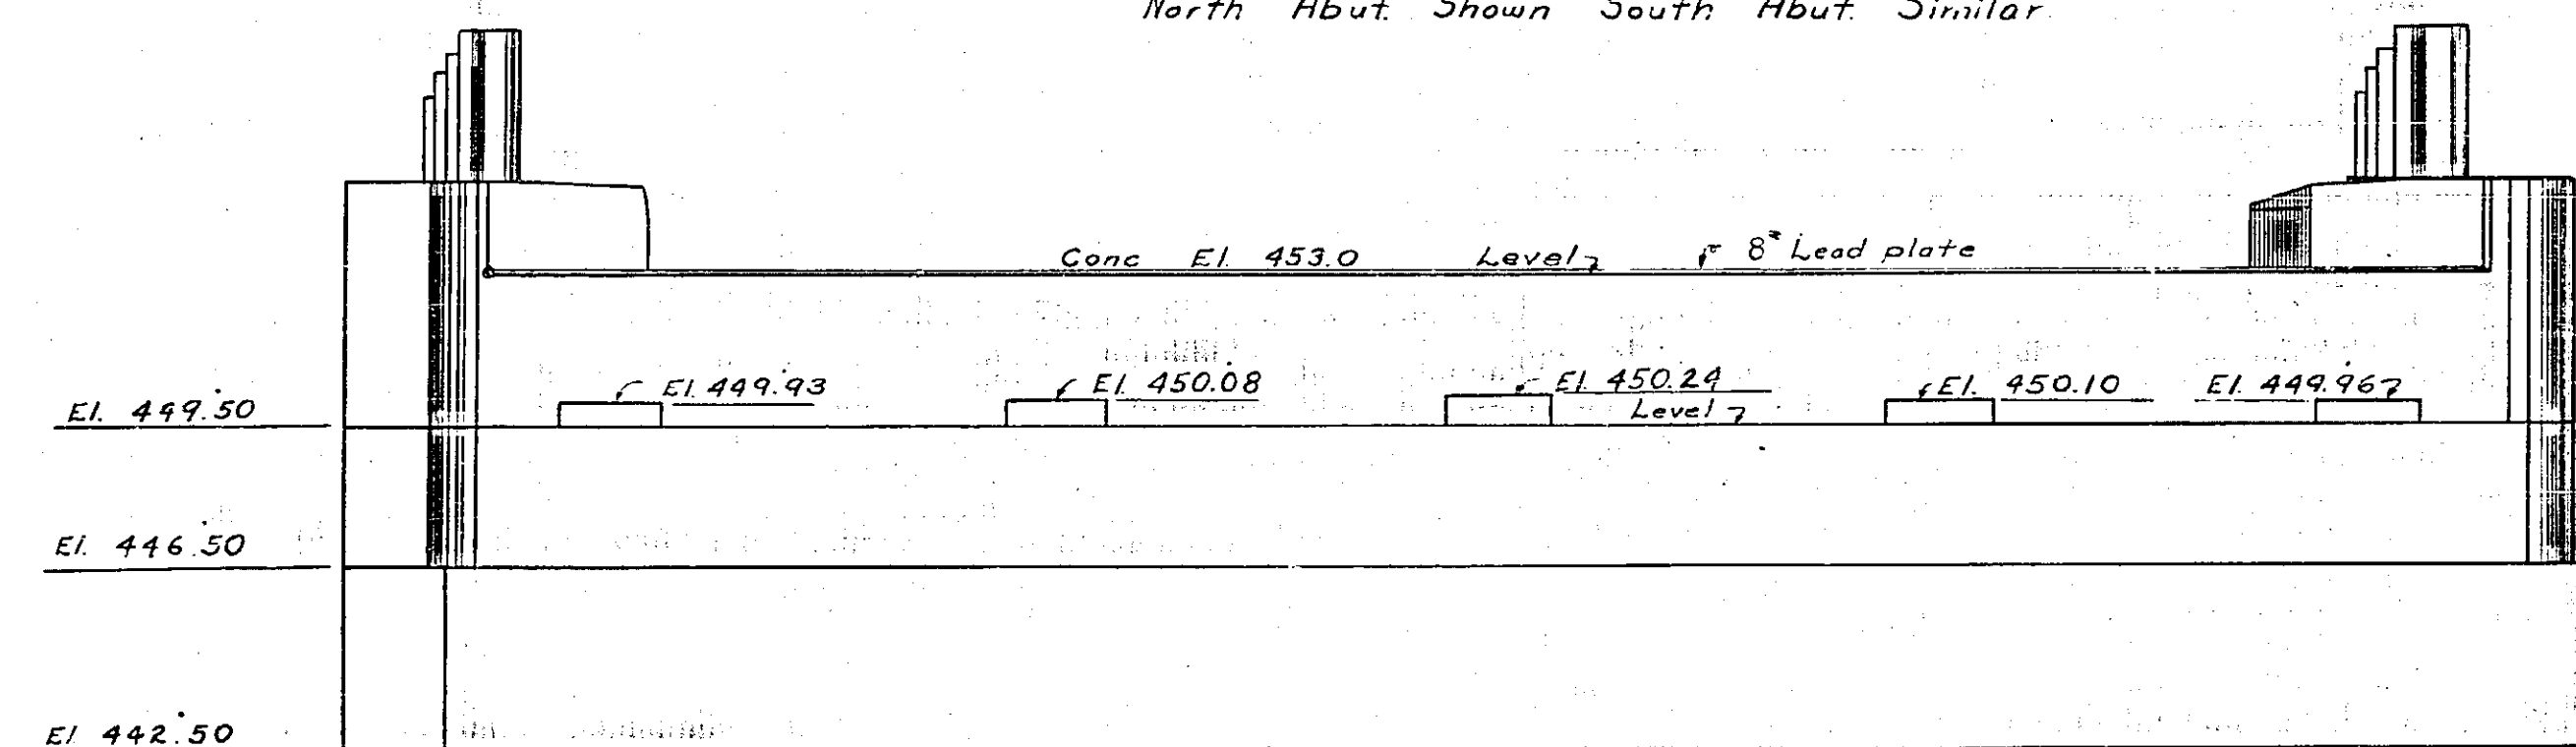 North Abut. Shown South Abut. Similar
Conc El. 453.0 Level 8# Lead plate
El. 449.93
El. 450.08
El. 450.24
El. 450.10
El. 449.96
El. 449.50
Level
El. 446.50
El. 442.50